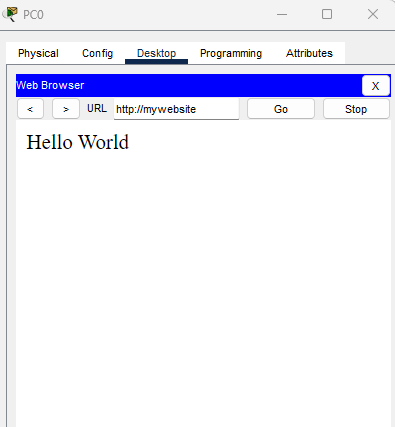 PC0
Physical Config Desktop Programming Attributes
Web Browser X
< > URL http://mywebsite Go Stop
Hello World